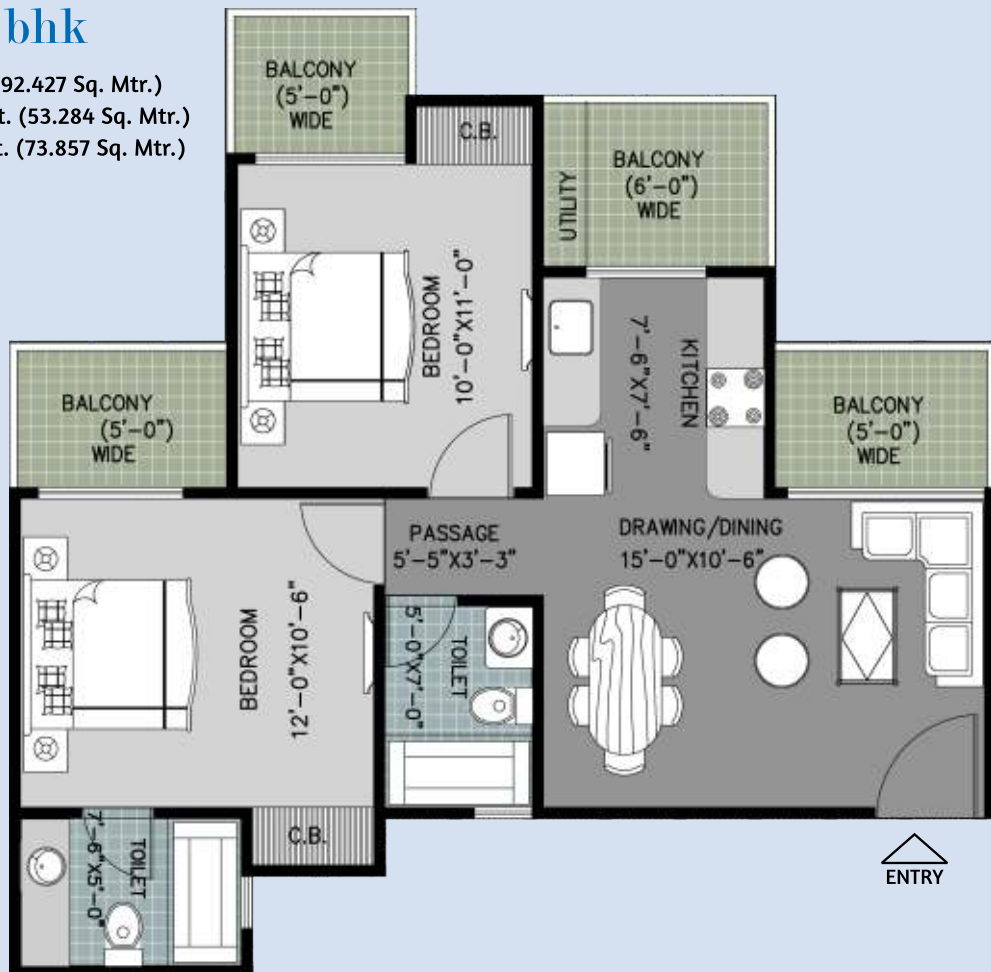 bhk
92.427 Sq. Mtr.)
t. (53.284 Sq. Mtr.)
t. (73.857 Sq. Mtr.)
BALCONY
(5'-0")
WIDE
C.B.
UTILITY
BALCONY
(6'-0")
WIDE
BEDROOM
10'-0"X11'-0"
KITCHEN
7'-6"X7'-6"
BALCONY
(5'-0")
WIDE
BALCONY
(5'-0")
WIDE
PASSAGE
5'-5"X3'-3"
DRAWING/DINING
15'-0"X10'-6"
BEDROOM
12'-0"X10'-6"
TOILET
5'-0"X7'-0"
C.B.
TOILET
7'-6"X5'-0"
ENTRY